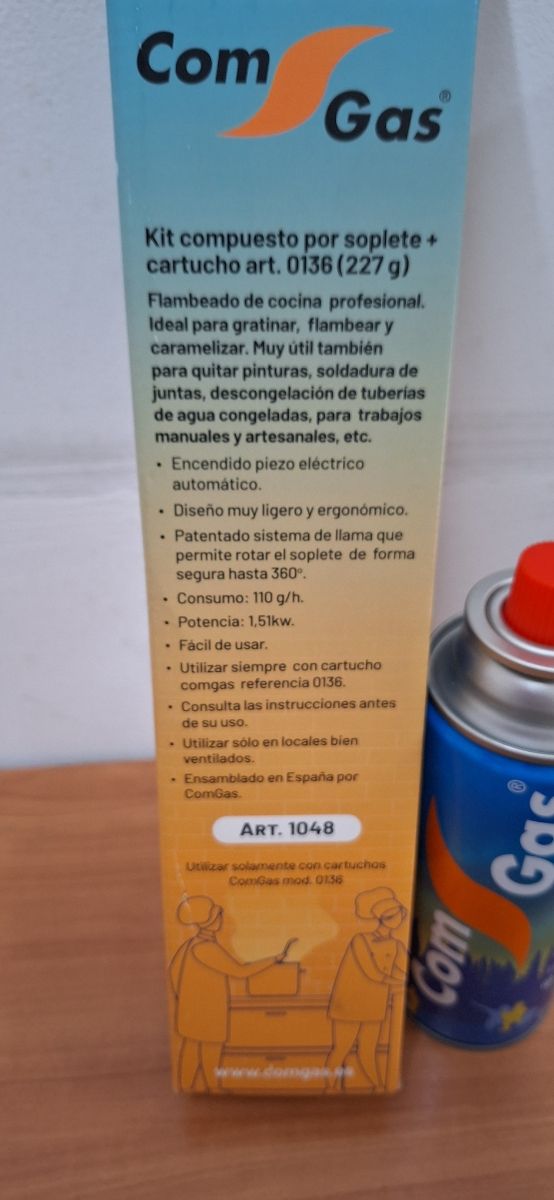 Com
Gas®
Kit compuesto por soplete +
cartucho art. 0136 (227 g)
Flambeado de cocina profesional.
Ideal para gratinar, flambear y
caramelizar. Muy útil también
para quitar pinturas, soldadura de
juntas, descongelación de tuberías
de agua congeladas, para trabajos
manuales y artesanales, etc.
• Encendido piezo eléctrico
automático.
• Diseño muy ligero y ergonómico.
• Patentado sistema de llama que
permite rotar el soplete de forma
segura hasta 360º.
• Consumo: 110 g/h.
• Potencia: 1,51kw.
• Fácil de usar.
• Utilizar siempre con cartucho
comgas referencia 0136.
• Consulta las instrucciones antes
de su uso.
• Utilizar sólo en locales bien
ventilados.
• Ensamblado en España por
ComGas.
ART. 1048
Utilizar solamente con cartuchos
ComGas mod. 0136
www.comgas.es
Com
Gas®